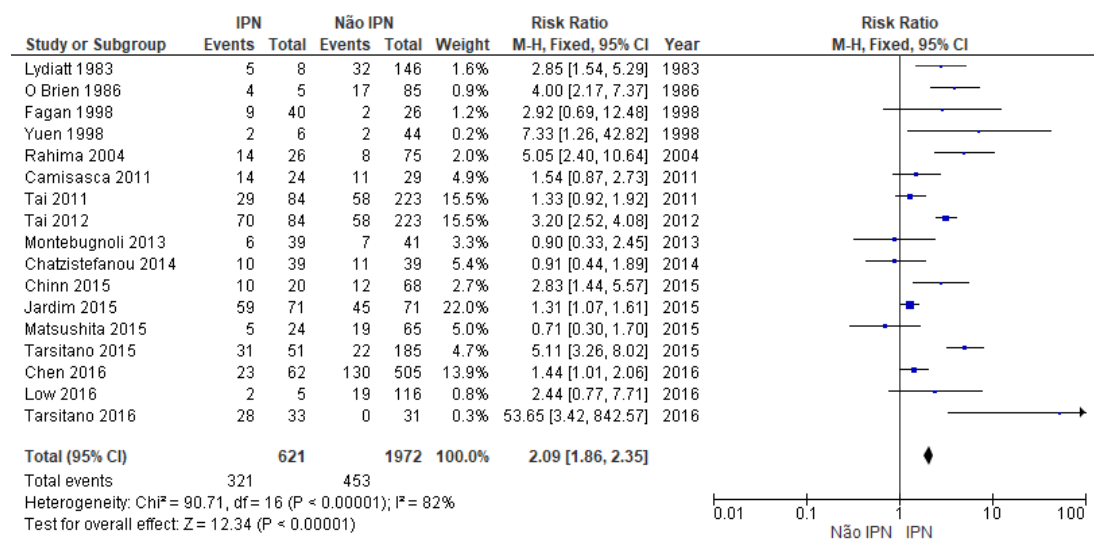 IPN Não IPN Risk Ratio Risk Ratio
Study or Subgroup Events Total Events Total Weight M-H, Fixed, 95% CI Year M-H, Fixed, 95% CI
Lydiatt 1983 5 8 32 146 1.6% 2.85 [1.54, 5.29] 1983
O Brien 1986 4 5 17 85 0.9% 4.00 [2.17, 7.37] 1986
Fagan 1998 9 40 2 26 1.2% 2.92 [0.69, 12.48] 1998
Yuen 1998 2 6 2 44 0.2% 7.33 [1.26, 42.82] 1998
Rahima 2004 14 26 8 75 2.0% 5.05 [2.40, 10.64] 2004
Camisasca 2011 14 24 11 29 4.9% 1.54 [0.87, 2.73] 2011
Tai 2011 29 84 58 223 15.5% 1.33 [0.92, 1.92] 2011
Tai 2012 70 84 58 223 15.5% 3.20 [2.52, 4.08] 2012
Montebugnoli 2013 6 39 7 41 3.3% 0.90 [0.33, 2.45] 2013
Chatzistefanou 2014 10 39 11 39 5.4% 0.91 [0.44, 1.89] 2014
Chinn 2015 10 20 12 68 2.7% 2.83 [1.44, 5.57] 2015
Jardim 2015 59 71 45 71 22.0% 1.31 [1.07, 1.61] 2015
Matsushita 2015 5 24 19 65 5.0% 0.71 [0.30, 1.70] 2015
Tarsitano 2015 31 51 22 185 4.7% 5.11 [3.26, 8.02] 2015
Chen 2016 23 62 130 505 13.9% 1.44 [1.01, 2.06] 2016
Low 2016 2 5 19 116 0.8% 2.44 [0.77, 7.71] 2016
Tarsitano 2016 28 33 0 31 0.3% 53.65 [3.42, 842.57] 2016
Total (95% CI) 621 1972 100.0% 2.09 [1.86, 2.35]
Total events 321 453
Heterogeneity: Chi² = 90.71, df = 16 (P < 0.00001); I² = 82%
Test for overall effect: Z = 12.34 (P < 0.00001)
0.01 0.1 1 10 100
Não IPN IPN